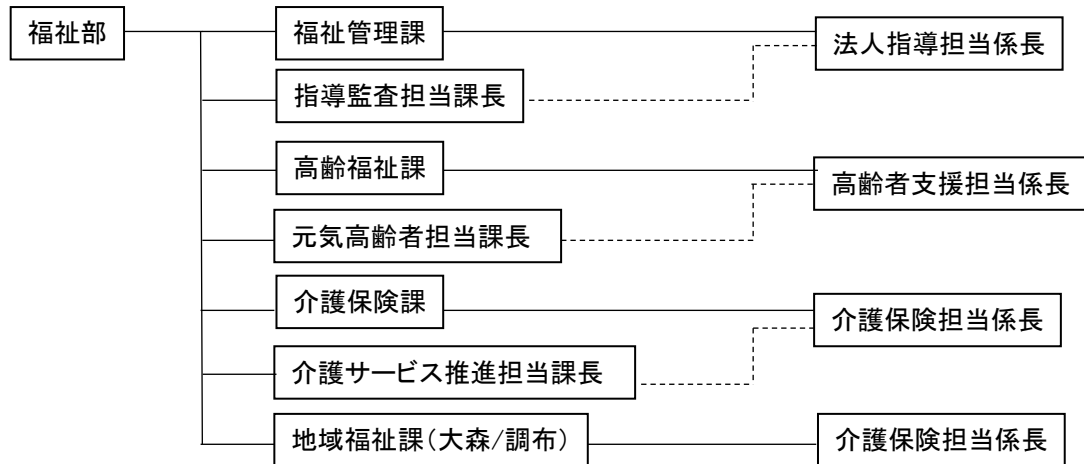 福祉部
福祉管理課
法人指導担当係長
指導監査担当課長
高齢福祉課
高齢者支援担当係長
元気高齢者担当課長
介護保険課
介護保険担当係長
介護サービス推進担当課長
地域福祉課(大森/調布)
介護保険担当係長